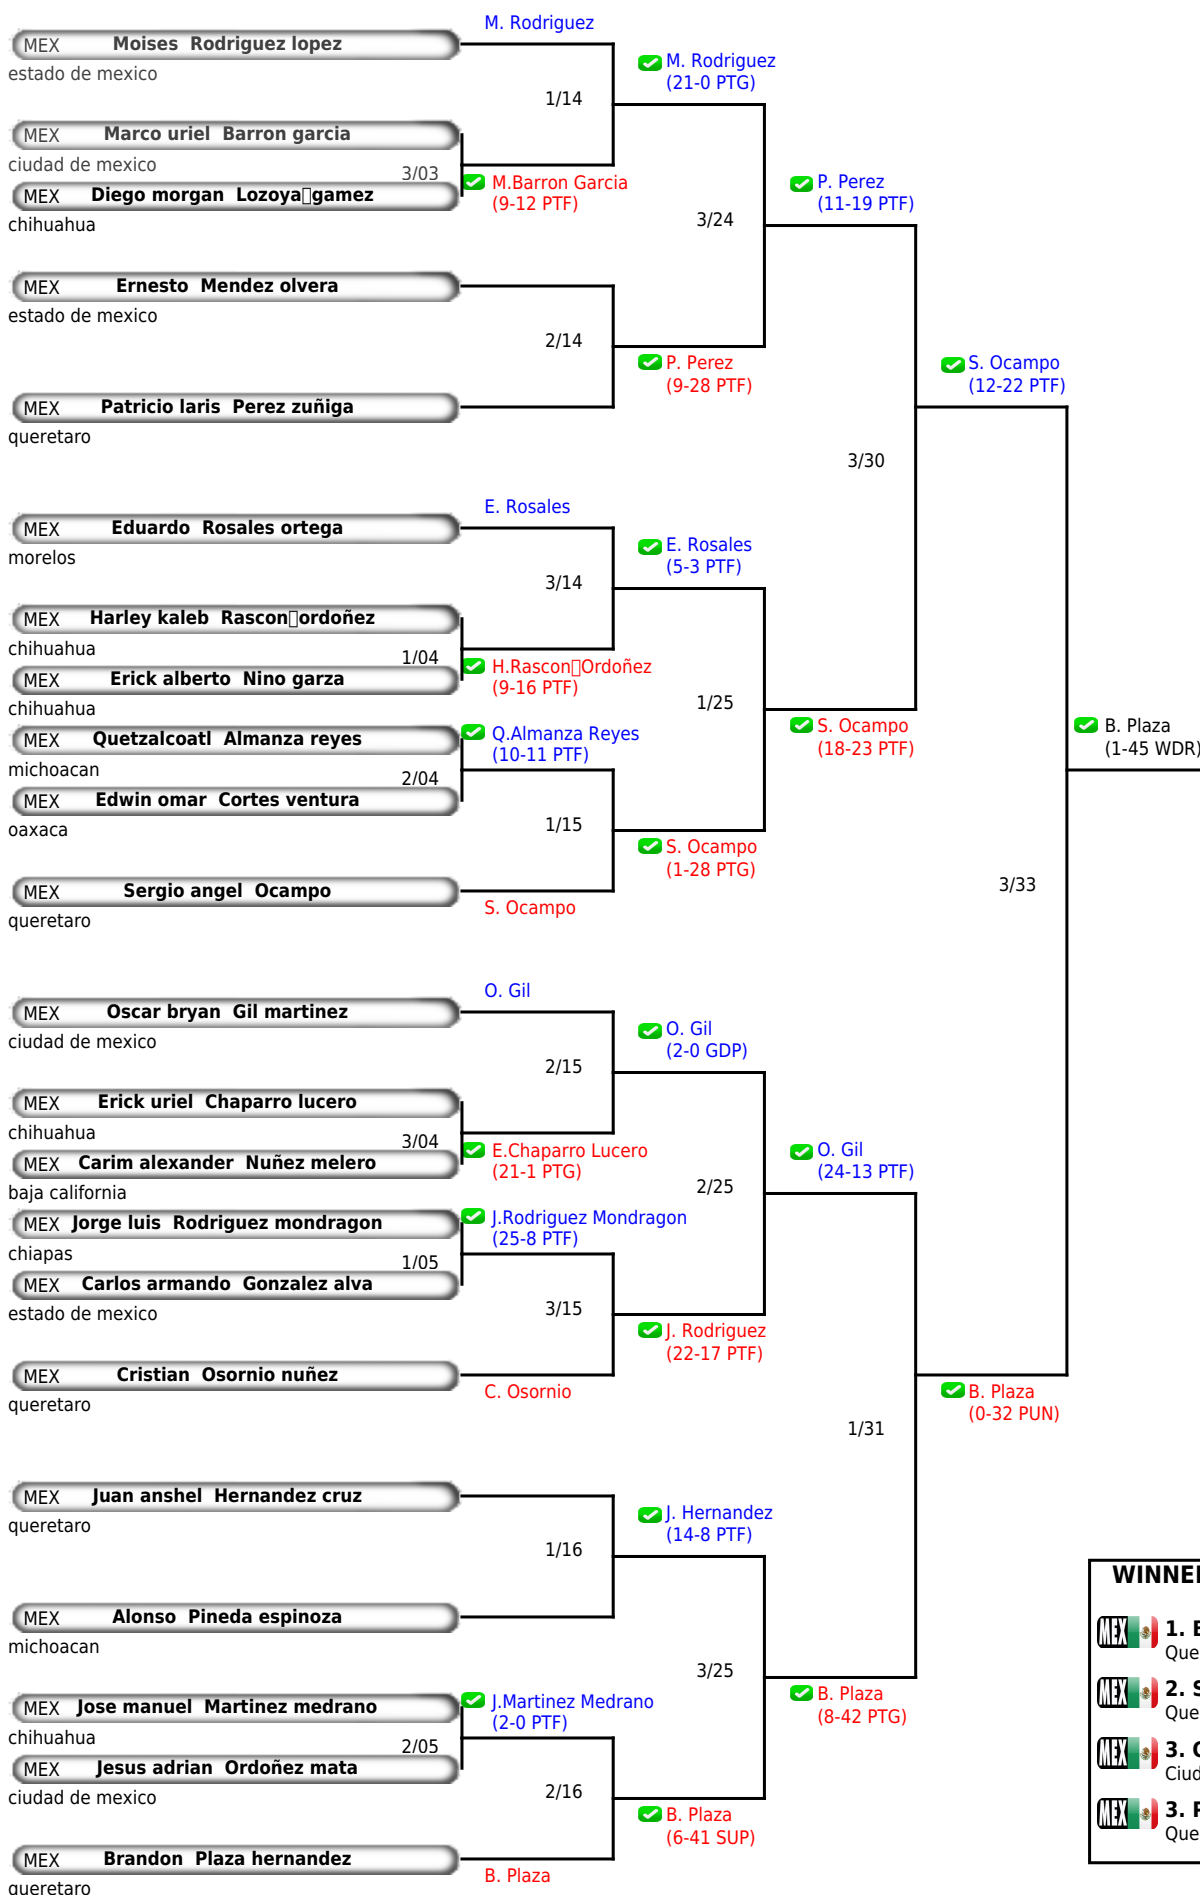 M. Rodriguez
MEX Moises Rodriguez lopez
estado de mexico
M. Rodriguez
(21-0 PTG)
1/14
MEX Marco uriel Barron garcia
ciudad de mexico
3/03
M.Barron Garcia
(9-12 PTF)
MEX Diego morgan Lozoya▯gamez
chihuahua
P. Perez
(11-19 PTF)
3/24
MEX Ernesto Mendez olvera
estado de mexico
2/14
P. Perez
(9-28 PTF)
S. Ocampo
(12-22 PTF)
MEX Patricio laris Perez zuñiga
queretaro
3/30
E. Rosales
MEX Eduardo Rosales ortega
morelos
E. Rosales
(5-3 PTF)
3/14
MEX Harley kaleb Rascon▯ordoñez
chihuahua
1/04
H.Rascon▯Ordoñez
(9-16 PTF)
MEX Erick alberto Nino garza
chihuahua
1/25
S. Ocampo
(18-23 PTF)
B. Plaza
(1-45 WDR)
MEX Quetzalcoatl Almanza reyes
michoacan
Q.Almanza Reyes
(10-11 PTF)
2/04
MEX Edwin omar Cortes ventura
oaxaca
1/15
S. Ocampo
(1-28 PTG)
MEX Sergio angel Ocampo
queretaro
S. Ocampo
3/33
O. Gil
MEX Oscar bryan Gil martinez
ciudad de mexico
O. Gil
(2-0 GDP)
2/15
MEX Erick uriel Chaparro lucero
chihuahua
3/04
E.Chaparro Lucero
(21-1 PTG)
MEX Carim alexander Nuñez melero
baja california
O. Gil
(24-13 PTF)
2/25
MEX Jorge luis Rodriguez mondragon
chiapas
J.Rodriguez Mondragon
(25-8 PTF)
1/05
MEX Carlos armando Gonzalez alva
estado de mexico
3/15
J. Rodriguez
(22-17 PTF)
MEX Cristian Osornio nuñez
queretaro
C. Osornio
B. Plaza
(0-32 PUN)
1/31
MEX Juan anshel Hernandez cruz
queretaro
J. Hernandez
(14-8 PTF)
1/16
MEX Alonso Pineda espinoza
michoacan
3/25
B. Plaza
(8-42 PTG)
MEX Jose manuel Martinez medrano
chihuahua
J.Martinez Medrano
(2-0 PTF)
2/05
MEX Jesus adrian Ordoñez mata
ciudad de mexico
2/16
B. Plaza
(6-41 SUP)
MEX Brandon Plaza hernandez
queretaro
B. Plaza
MEX 1.
MEX 2. S
MEX 3.
MEX 3.